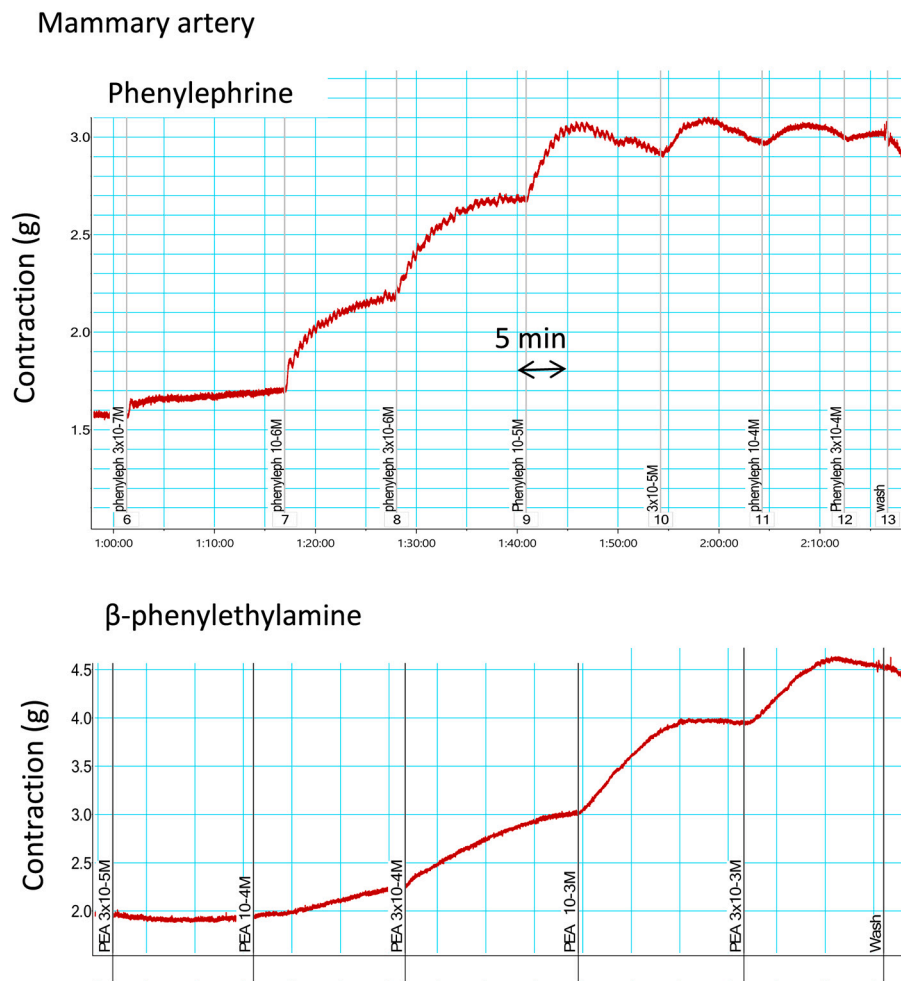 Mammary artery
Phenylephrine
Contraction (g)
3.0
2.5
2.0
1.5
5 min
phenyleph 3x10-7M
phenyleph 10-6M
phenyleph 3x10-6M
Phenyleph 10-5M
3x10-5M
phenyleph 10-4M
Phenyleph 3x10-4M
wash
6 7 8 9 10 11 12 13
1:00:00 1:10:00 1:20:00 1:30:00 1:40:00 1:50:00 2:00:00 2:10:00
β-phenylethylamine
Contraction (g)
4.5
4.0
3.5
3.0
2.5
2.0
PEA 3x10-5M
PEA 10-4M
PEA 3x10-4M
PEA 10-3M
PEA 3x10-3M
Wash